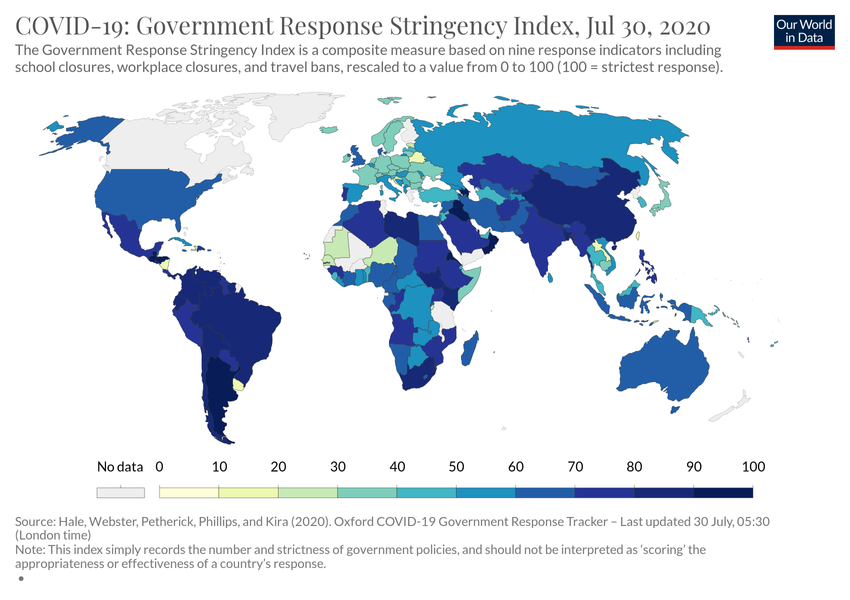 COVID-19: Government Response Stringency Index, Jul 30, 2020
Our World
in Data
The Government Response Stringency Index is a composite measure based on nine response indicators including
school closures, workplace closures, and travel bans, rescaled to a value from 0 to 100 (100 = strictest response).
No data 0 10 20 30 40 50 60 70 80 90 100
Source: Hale, Webster, Petherick, Phillips, and Kira (2020). Oxford COVID-19 Government Response Tracker – Last updated 30 July, 05:30
(London time)
Note: This index simply records the number and strictness of government policies, and should not be interpreted as ‘scoring’ the
appropriateness or effectiveness of a country’s response.
•